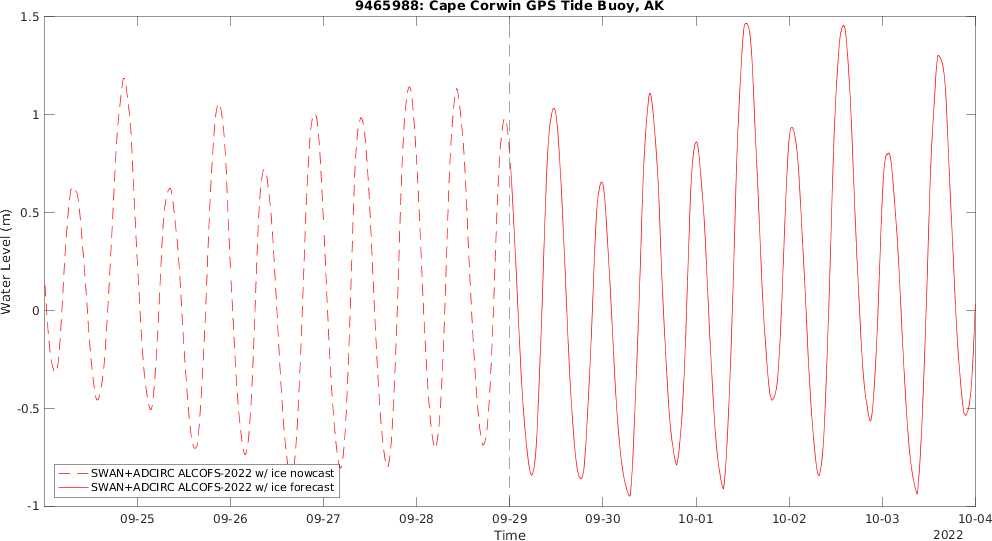 9465988: Cape Corwin GPS Tide Buoy, AK
1.5
1
0.5
0
-0.5
-1
Water Level (m)
SWAN+ADCIRC ALCOFS-2022 w/ ice nowcast
SWAN+ADCIRC ALCOFS-2022 w/ ice forecast
09-25 09-26 09-27 09-28 09-29 09-30 10-01 10-02 10-03 10-04
Time
2022